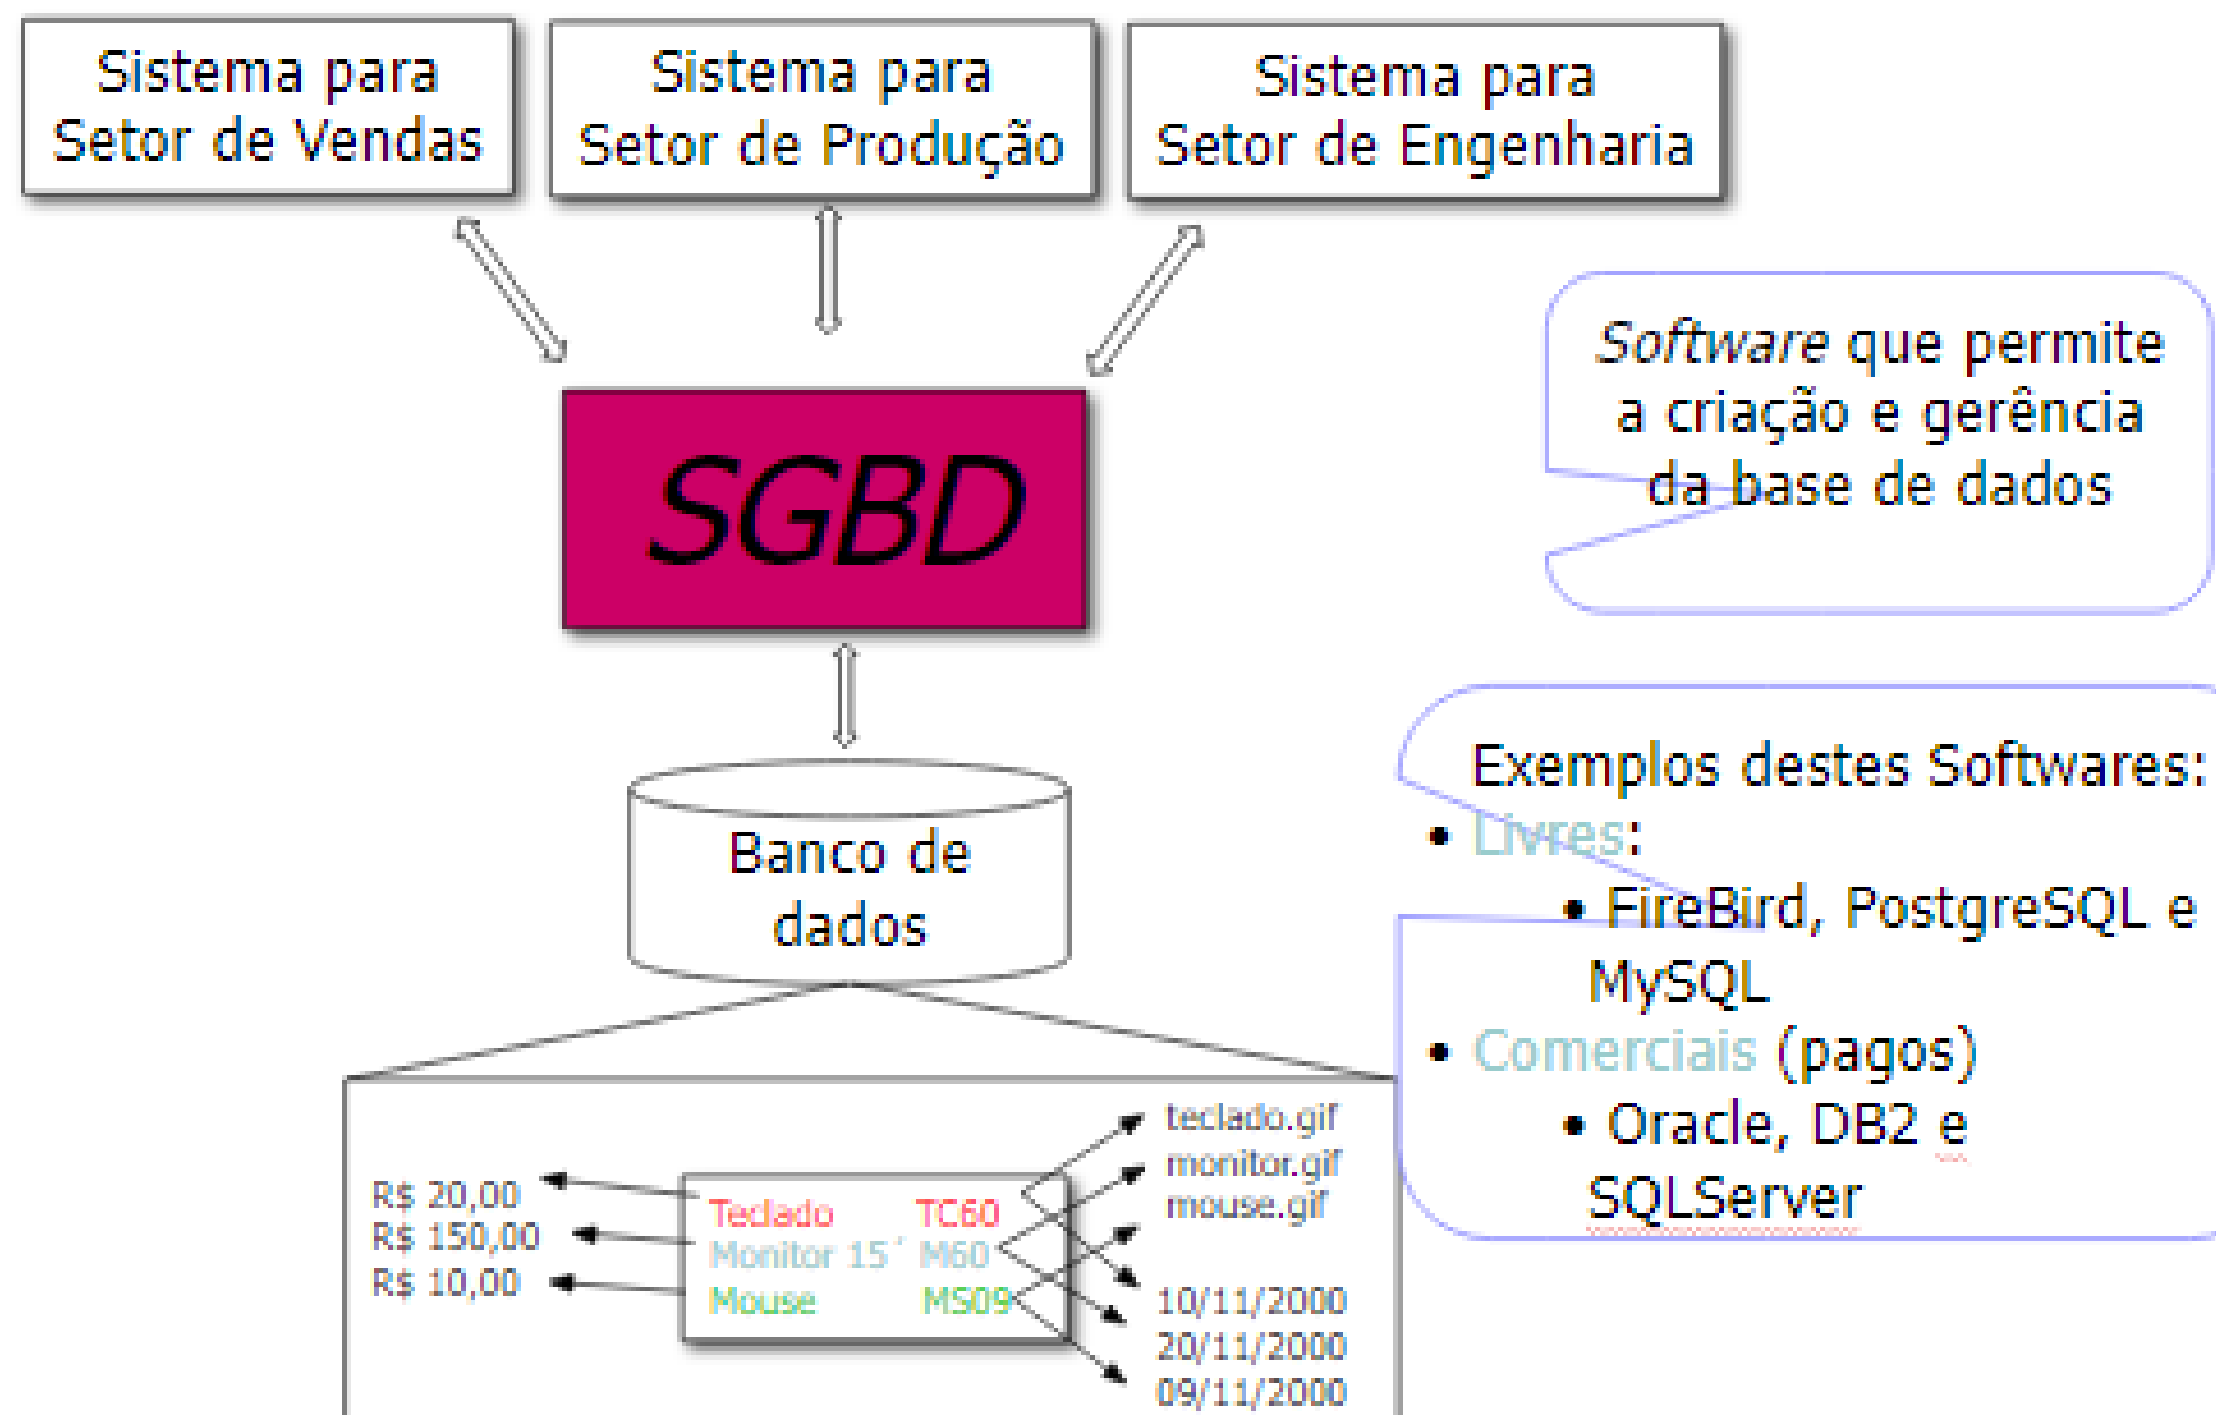 Sistema para
Setor de Vendas
Sistema para
Setor de Produção
Sistema para
Setor de Engenharia
SGBD
Software que permite
a criação e gerência
da base de dados
Banco de
dados
Exemplos destes Softwares:
• Livres:
• FireBird, PostgreSQL e
MySQL
• Comerciais (pagos)
• Oracle, DB2 e
SQLServer
R$ 20,00
R$ 150,00
R$ 10,00
Teclado TC60
Monitor 15´ M60
Mouse MS09
teclado.gif
monitor.gif
mouse.gif
10/11/2000
20/11/2000
09/11/2000